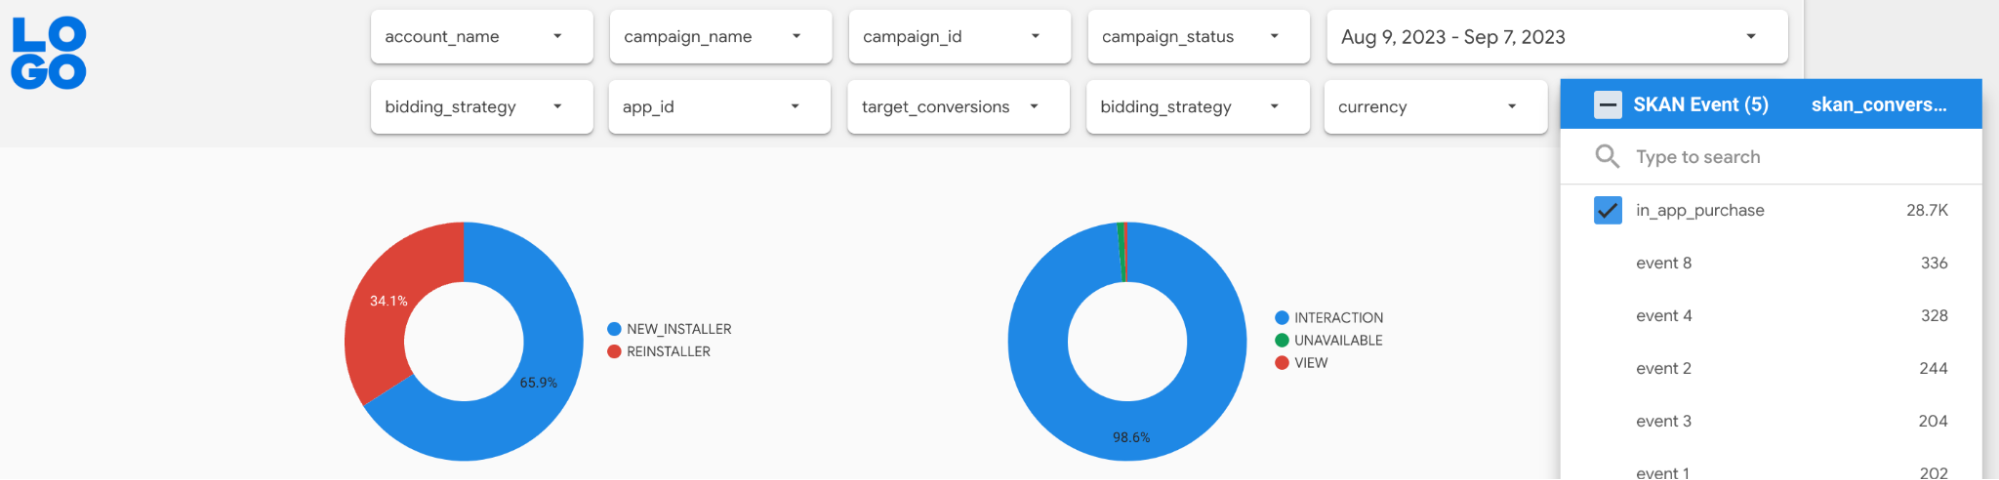 LO
GO
account_name
campaign_name
campaign_id
campaign_status
Aug 9, 2023 - Sep 7, 2023
bidding_strategy
app_id
target_conversions
bidding_strategy
currency
SKAN Event (5) skan_convers...
Type to search
in_app_purchase 28.7K
event 8 336
event 4 328
event 2 244
event 3 204
event 1 202
34.1%
65.9%
NEW_INSTALLER
REINSTALLER
98.6%
INTERACTION
UNAVAILABLE
VIEW